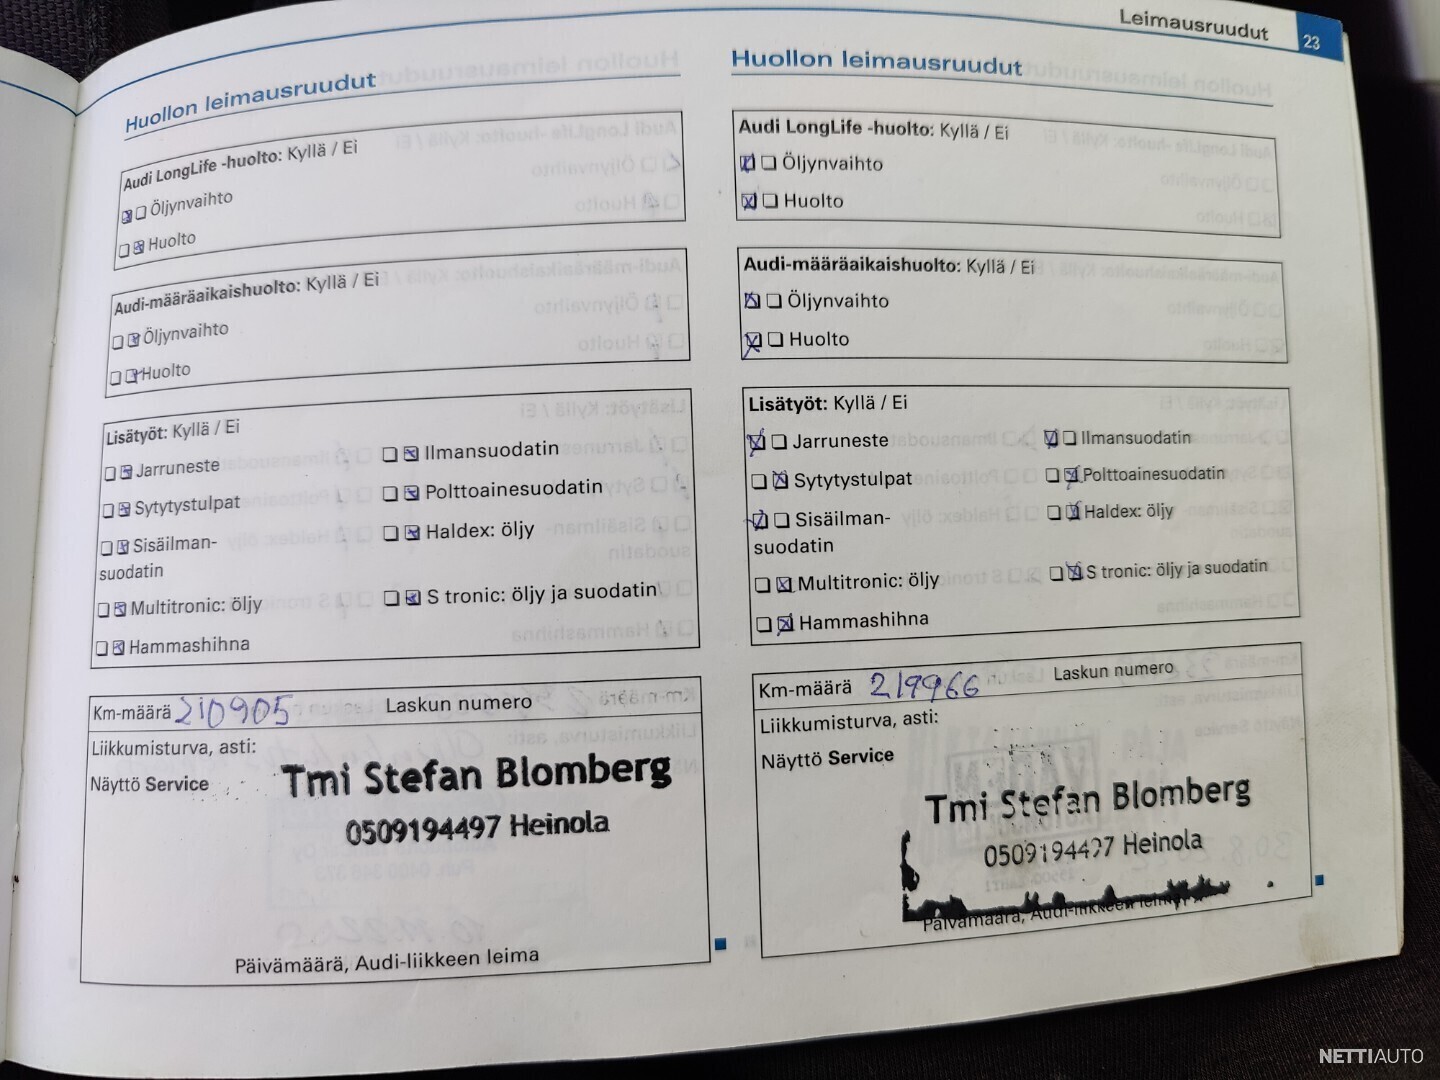 Leimausruudut 23
Huollon leimausruudut
Audi LongLife -huolto: Kyllä / Ei
Öljynvaihto
Huolto
Audi-määräaikaishuolto: Kyllä / Ei
Öljynvaihto
Huolto
Lisätyöt: Kyllä / Ei
Jarruneste
Ilmansuodatin
Sytytystulpat
Polttoainesuodatin
Sisäilman-
suodatin
Haldex: öljy
Multitronic: öljy
S tronic: öljy ja suodatin
Hammashihna
Km-määrä 210905 Laskun numero
Liikkumisturva, asti:
Näyttö Service
Tmi Stefan Blomberg
0509194497 Heinola
Päivämäärä, Audi-liikkeen leima
Huollon leimausruudut
Audi LongLife -huolto: Kyllä / Ei
Öljynvaihto
Huolto
Audi-määräaikaishuolto: Kyllä / Ei
Öljynvaihto
Huolto
Lisätyöt: Kyllä / Ei
Jarruneste
Ilmansuodatin
Sytytystulpat
Polttoainesuodatin
Sisäilman-
suodatin
Haldex: öljy
Multitronic: öljy
S tronic: öljy ja suodatin
Hammashihna
Km-määrä 219966 Laskun numero
Liikkumisturva, asti:
Näyttö Service
Tmi Stefan Blomberg
0509194497 Heinola
Päivämäärä, Audi-liikkeen leima
NETTIAUTO